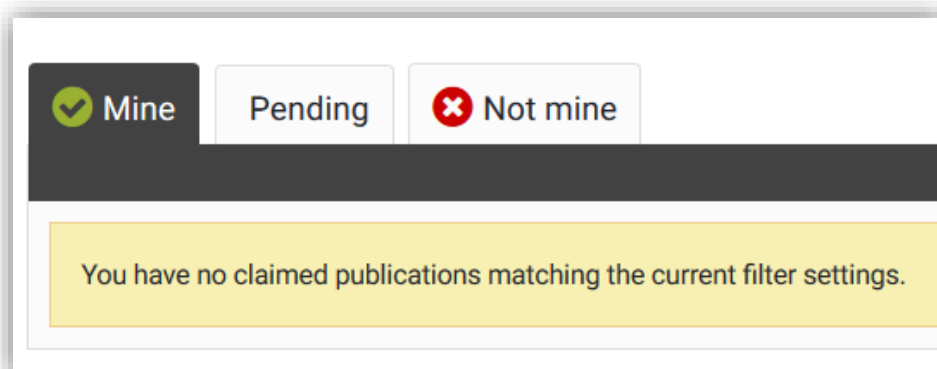 Mine Pending Not mine
You have no claimed publications matching the current filter settings.